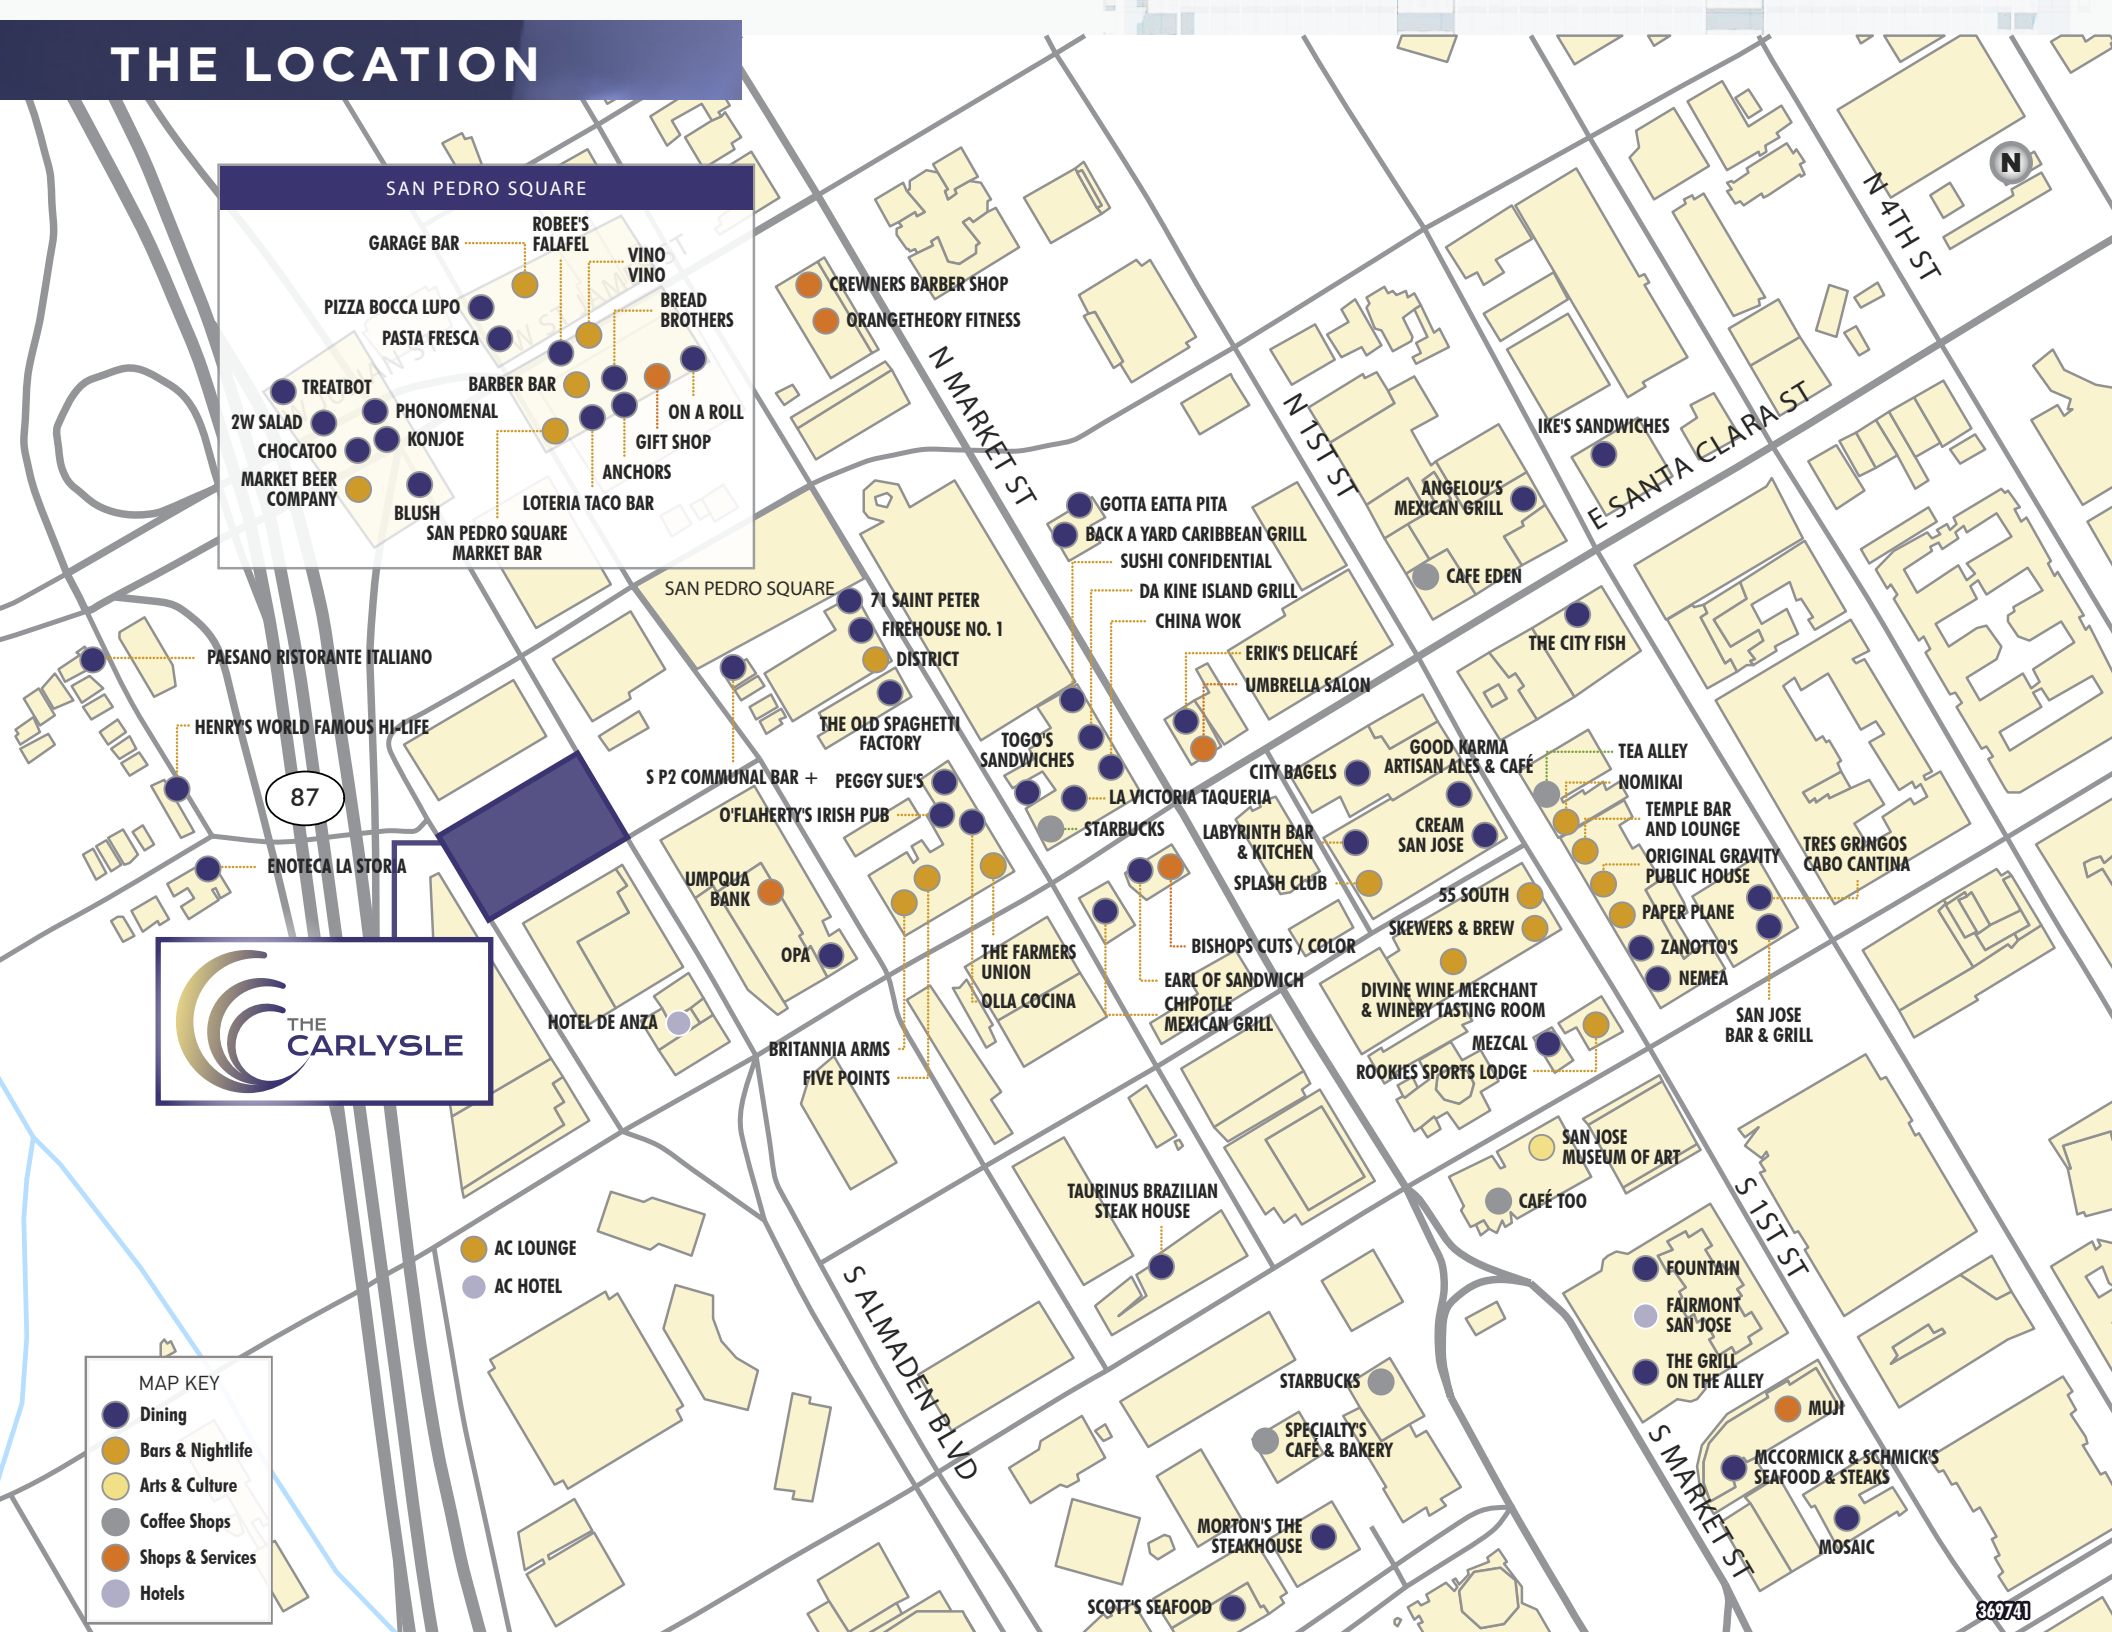 THE LOCATION
N
SAN PEDRO SQUARE
ROBEE'S
FALAFEL
GARAGE BAR
VINO
VINO
BREAD
BROTHERS
PIZZA BOCCA LUPO
PASTA FRESCA
BARBER BAR
TREATBOT
PHONOMENAL
2W SALAD
KONJOE
CHOCATOO
ON A ROLL
GIFT SHOP
MARKET BEER
COMPANY
BLUSH
ANCHORS
LOTERIA TACO BAR
SAN PEDRO SQUARE
MARKET BAR
CREWNERS BARBER SHOP
ORANGETHEORY FITNESS
N MARKET ST
N 1ST ST
N 4TH ST
E SANTA CLARA ST
IKE'S SANDWICHES
ANGELOU'S
MEXICAN GRILL
CAFE EDEN
GOTTA EATTA PITA
BACK A YARD CARIBBEAN GRILL
SUSHI CONFIDENTIAL
DA KINE ISLAND GRILL
CHINA WOK
ERIK'S DELICAFÉ
UMBRELLA SALON
THE CITY FISH
SAN PEDRO SQUARE
71 SAINT PETER
FIREHOUSE NO. 1
DISTRICT
THE OLD SPAGHETTI
FACTORY
PAESANO RISTORANTE ITALIANO
HENRY'S WORLD FAMOUS HI-LIFE
87
ENOTECA LA STORIA
S P2 COMMUNAL BAR +
PEGGY SUE'S
O'FLAHERTY'S IRISH PUB
TOGO'S
SANDWICHES
LA VICTORIA TAQUERIA
STARBUCKS
CITY BAGELS
GOOD KARMA
ARTISAN ALES & CAFÉ
TEA ALLEY
NOMIKAI
TEMPLE BAR
AND LOUNGE
ORIGINAL GRAVITY
PUBLIC HOUSE
TRES GRINGOS
CABO CANTINA
LABYRINTH BAR
& KITCHEN
CREAM
SAN JOSE
SPLASH CLUB
55 SOUTH
SKEWERS & BREW
PAPER PLANE
ZANOTTO'S
NEMEA
SAN JOSE
BAR & GRILL
UMPQUA
BANK
OPA
THE FARMERS
UNION
OLLA COCINA
BISHOPS CUTS / COLOR
EARL OF SANDWICH
CHIPOTLE
MEXICAN GRILL
DIVINE WINE MERCHANT
& WINERY TASTING ROOM
MEZCAL
ROOKIES SPORTS LODGE
HOTEL DE ANZA
BRITANNIA ARMS
FIVE POINTS
THE
CARLYSLE
SAN JOSE
MUSEUM OF ART
CAFÉ TOO
TAURINUS BRAZILIAN
STEAK HOUSE
AC LOUNGE
AC HOTEL
S ALMADEN BLVD
S 1ST ST
FOUNTAIN
FAIRMONT
SAN JOSE
THE GRILL
ON THE ALLEY
MUJI
S MARKET ST
MCCORMICK & SCHMICK'S
SEAFOOD & STEAKS
MOSAIC
STARBUCKS
SPECIALTY'S
CAFÉ & BAKERY
MORTON'S THE
STEAKHOUSE
SCOTT'S SEAFOOD
MAP KEY
Dining
Bars & Nightlife
Arts & Culture
Coffee Shops
Shops & Services
Hotels
369741